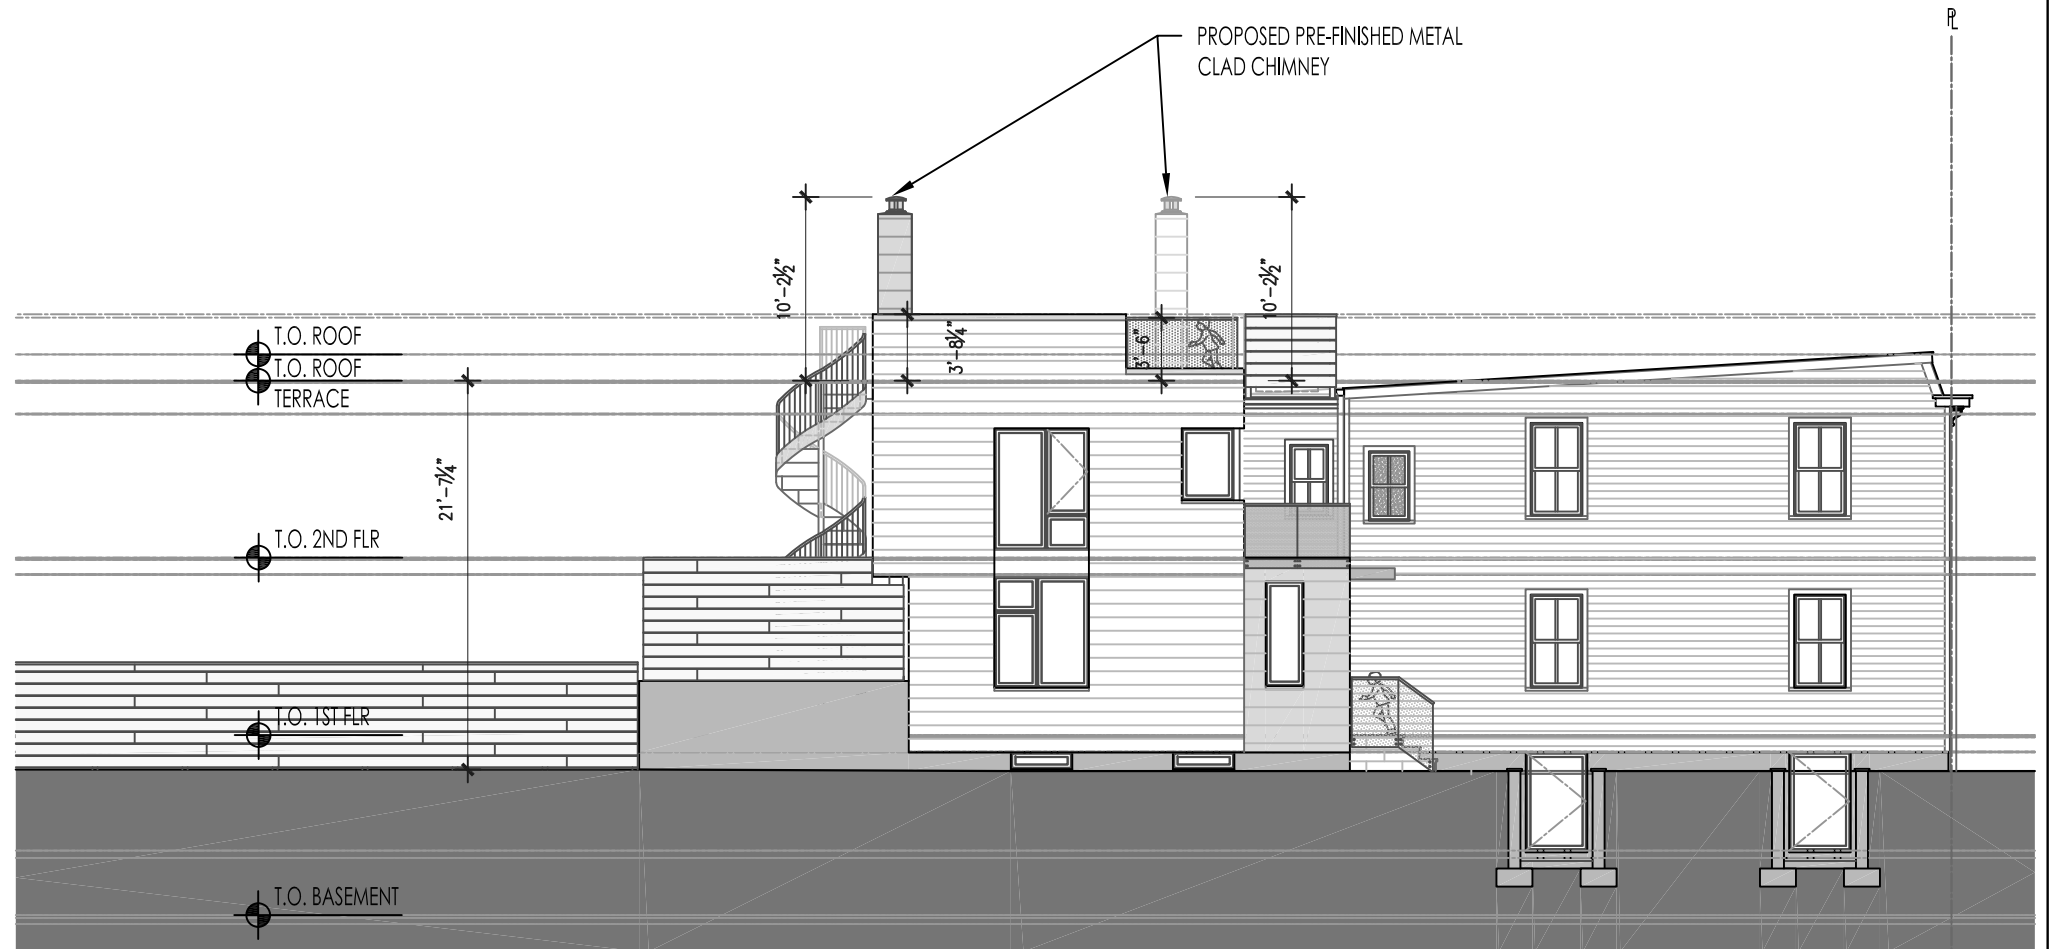 PL
PROPOSED PRE-FINISHED METAL
CLAD CHIMNEY
10'-2½"
10'-2½"
T.O. ROOF
3'-8¼"
3'-6"
T.O. ROOF
TERRACE
21'-7¼"
T.O. 2ND FLR
T.O. 1ST FLR
T.O. BASEMENT